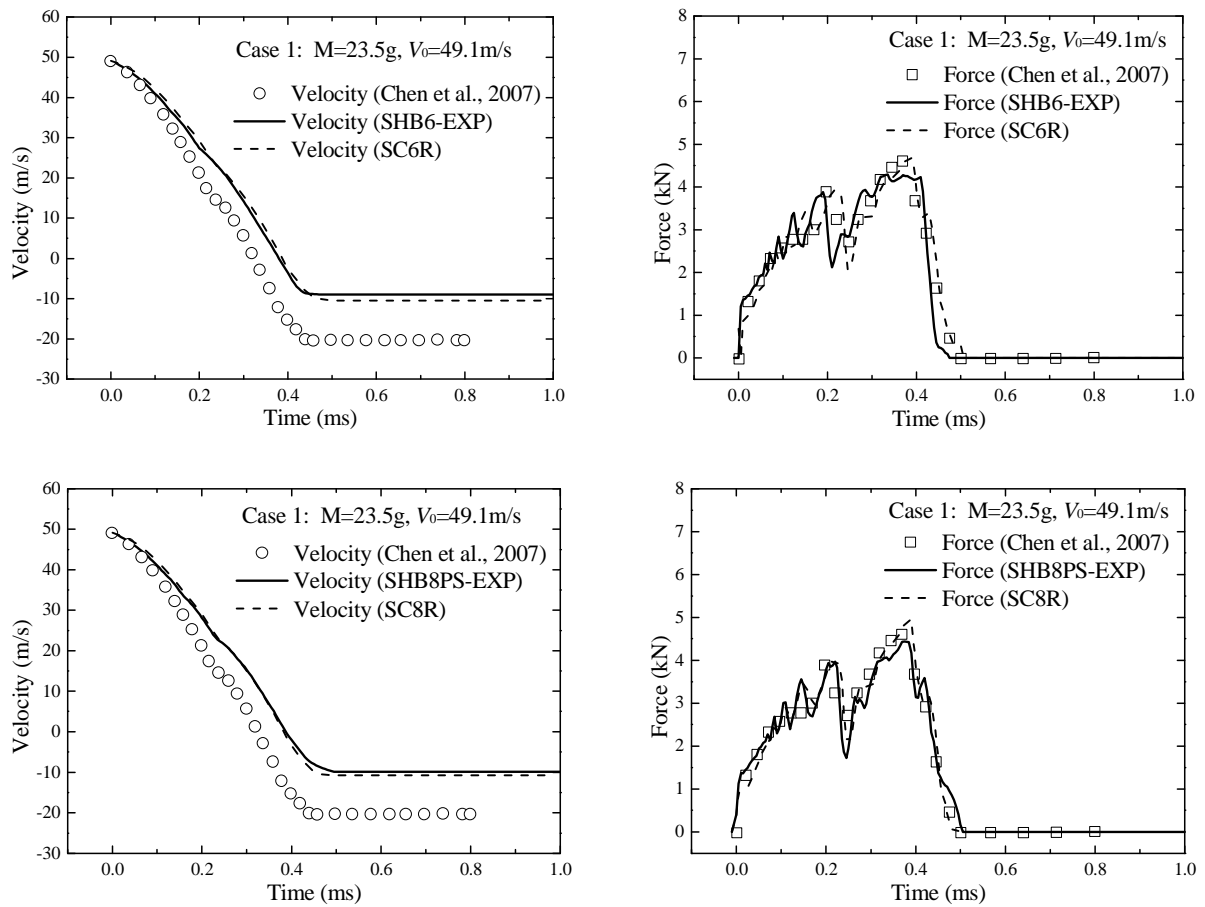 60
50
40
30
20
10
0
-10
-20
-30
Velocity (m/s)
0.0 0.2 0.4 0.6 0.8 1.0
Time (ms)
Case 1: M=23.5g, V0=49.1m/s
Velocity (Chen et al., 2007)
Velocity (SHB6-EXP)
Velocity (SC6R)
8
7
6
5
4
3
2
1
0
Force (kN)
0.0 0.2 0.4 0.6 0.8 1.0
Time (ms)
Case 1: M=23.5g, V0=49.1m/s
Force (Chen et al., 2007)
Force (SHB6-EXP)
Force (SC6R)
60
50
40
30
20
10
0
-10
-20
-30
Velocity (m/s)
0.0 0.2 0.4 0.6 0.8 1.0
Time (ms)
Case 1: M=23.5g, V0=49.1m/s
Velocity (Chen et al., 2007)
Velocity (SHB8PS-EXP)
Velocity (SC8R)
8
7
6
5
4
3
2
1
0
Force (kN)
0.0 0.2 0.4 0.6 0.8 1.0
Time (ms)
Case 1: M=23.5g, V0=49.1m/s
Force (Chen et al., 2007)
Force (SHB8PS-EXP)
Force (SC8R)